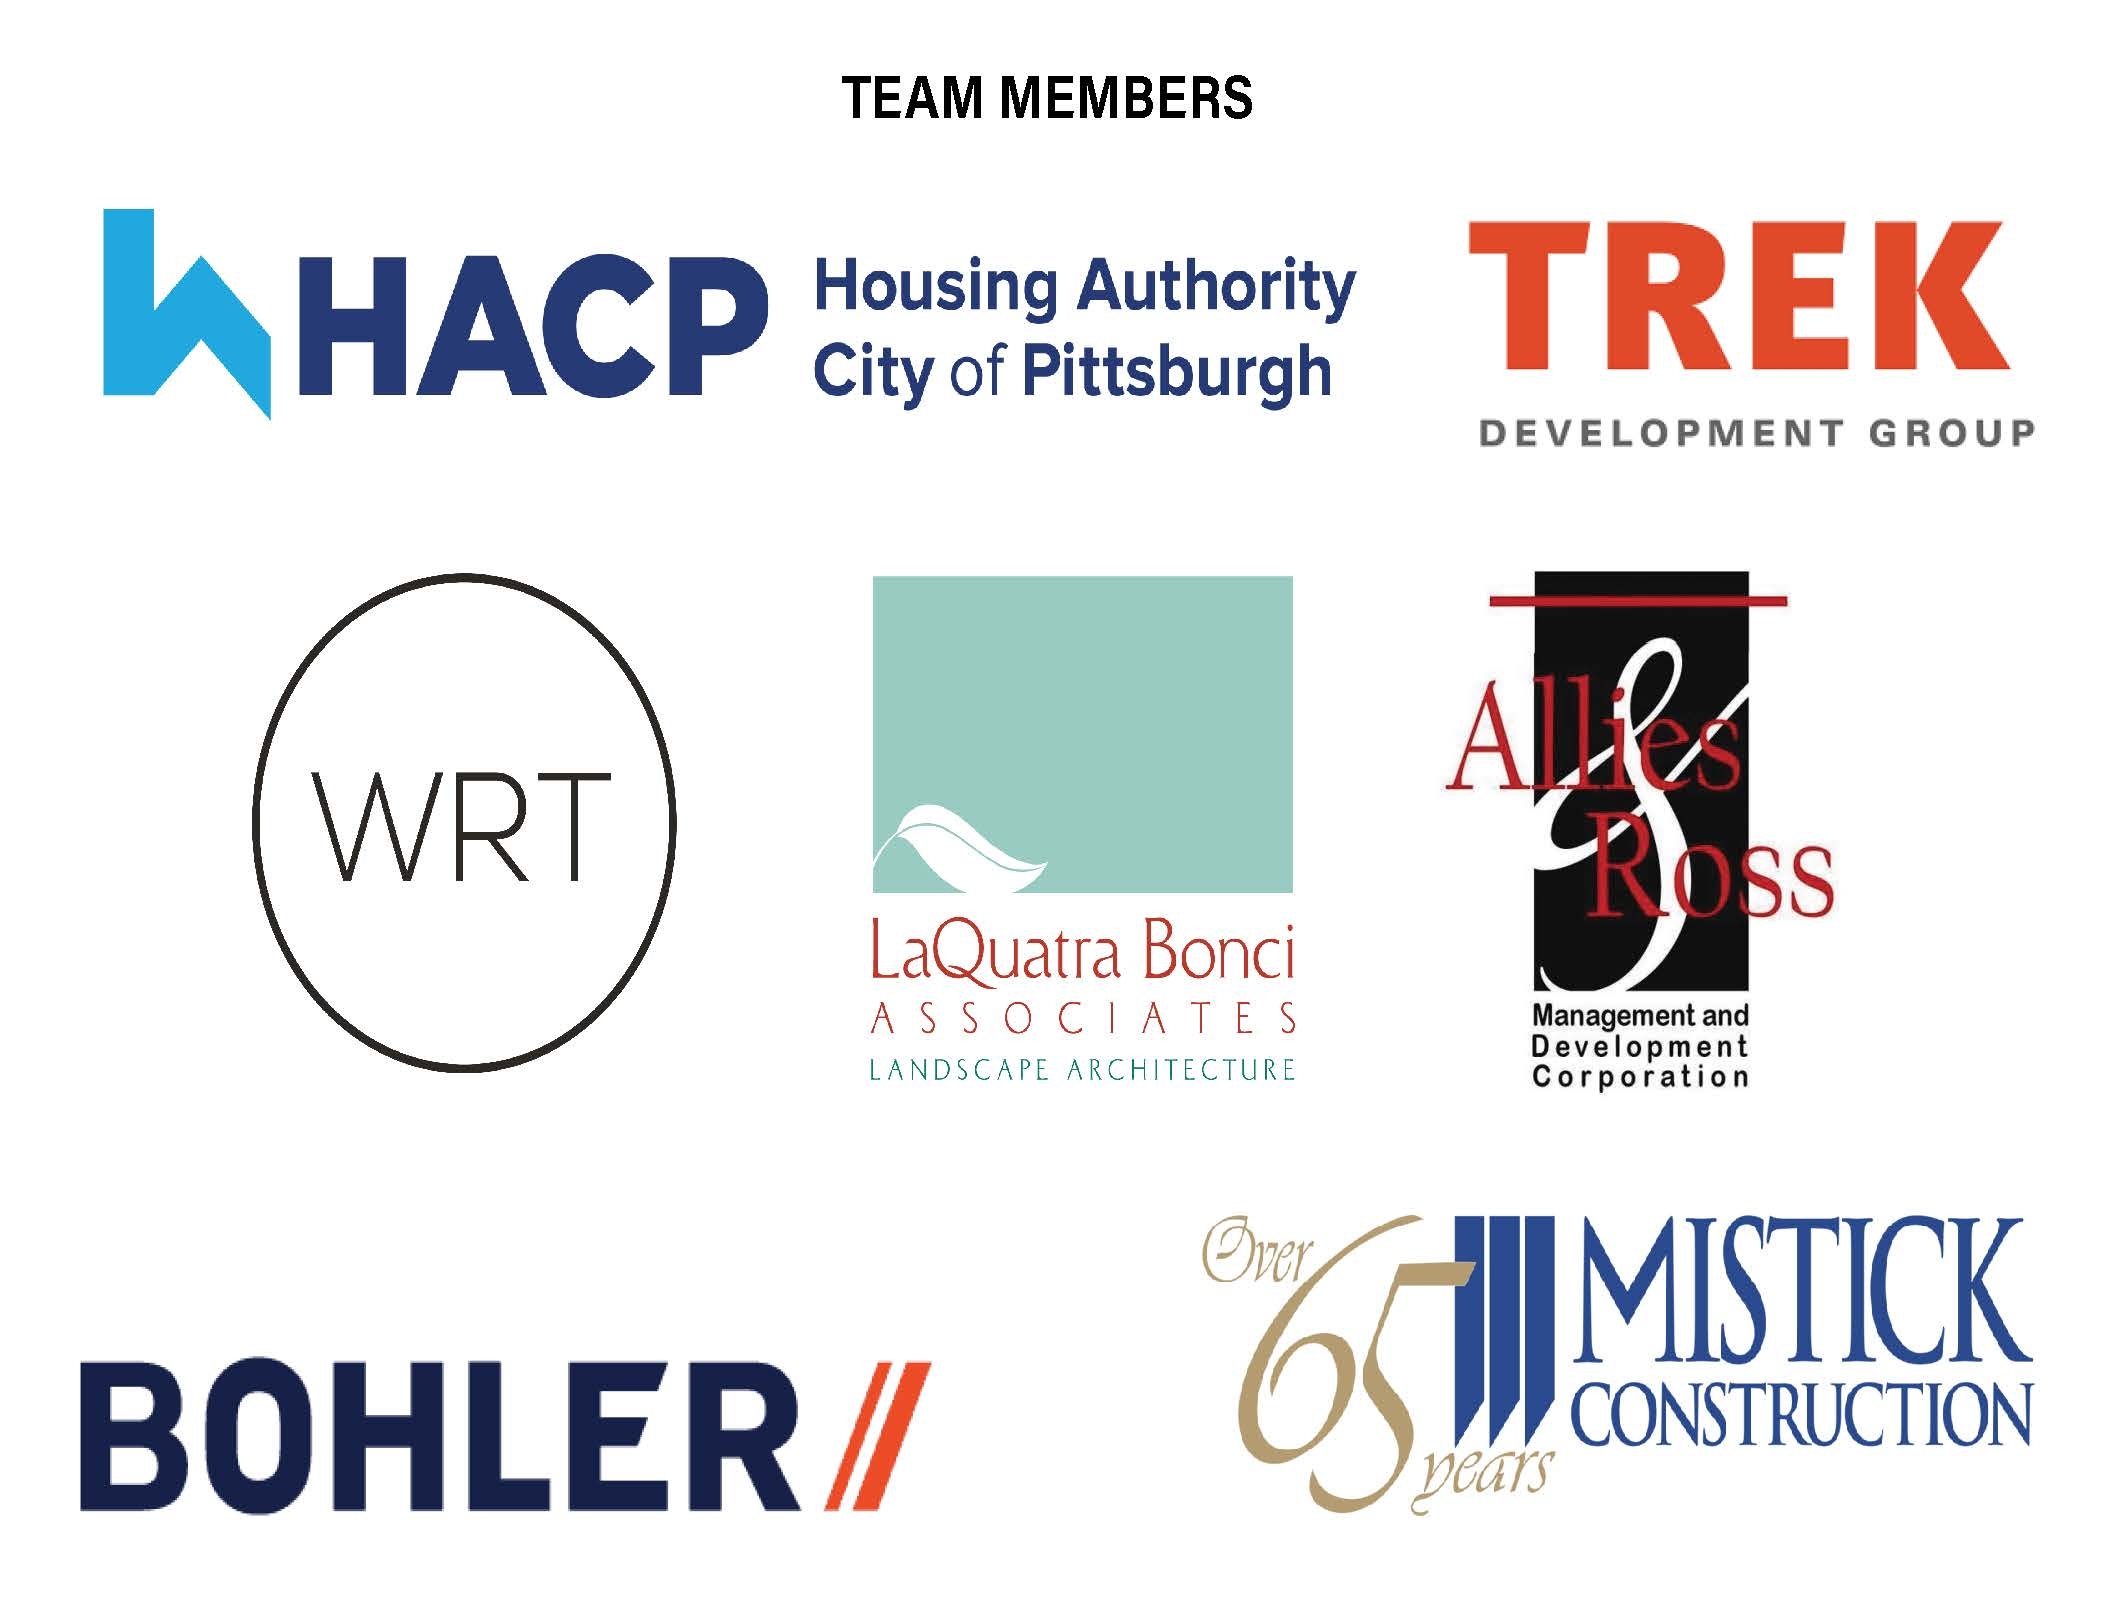 TEAM MEMBERS
HACP
Housing Authority
City of Pittsburgh
TREK
DEVELOPMENT GROUP
WRT
LaQuatra Bonci
ASSOCIATES
LANDSCAPE ARCHITECTURE
Allies
&
Ross
Management and
Development
Corporation
BOHLER//
Over
65
years
MISTICK
CONSTRUCTION